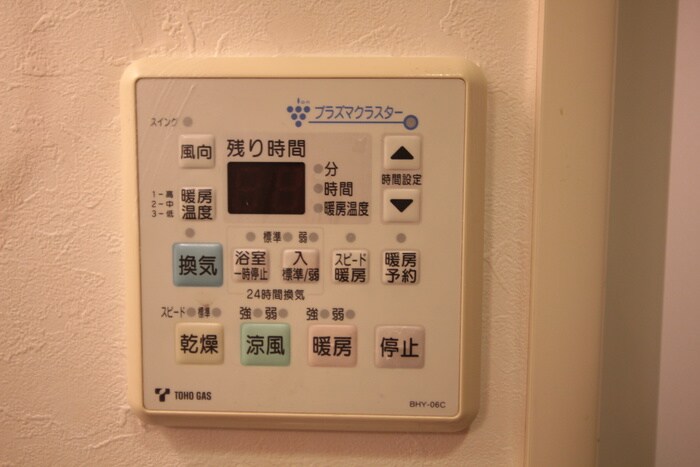 プラズマクラスター
スイング
風向
残り時間
分
時間
暖房温度
時間設定
1－高
2－中
3－低
暖房
温度
標準 弱
換気
浴室
一時停止
入
標準/弱
スピード
暖房
暖房
予約
24時間換気
スピード 標準
強 弱
強 弱
乾燥
涼風
暖房
停止
TOHO GAS
BHY-06C